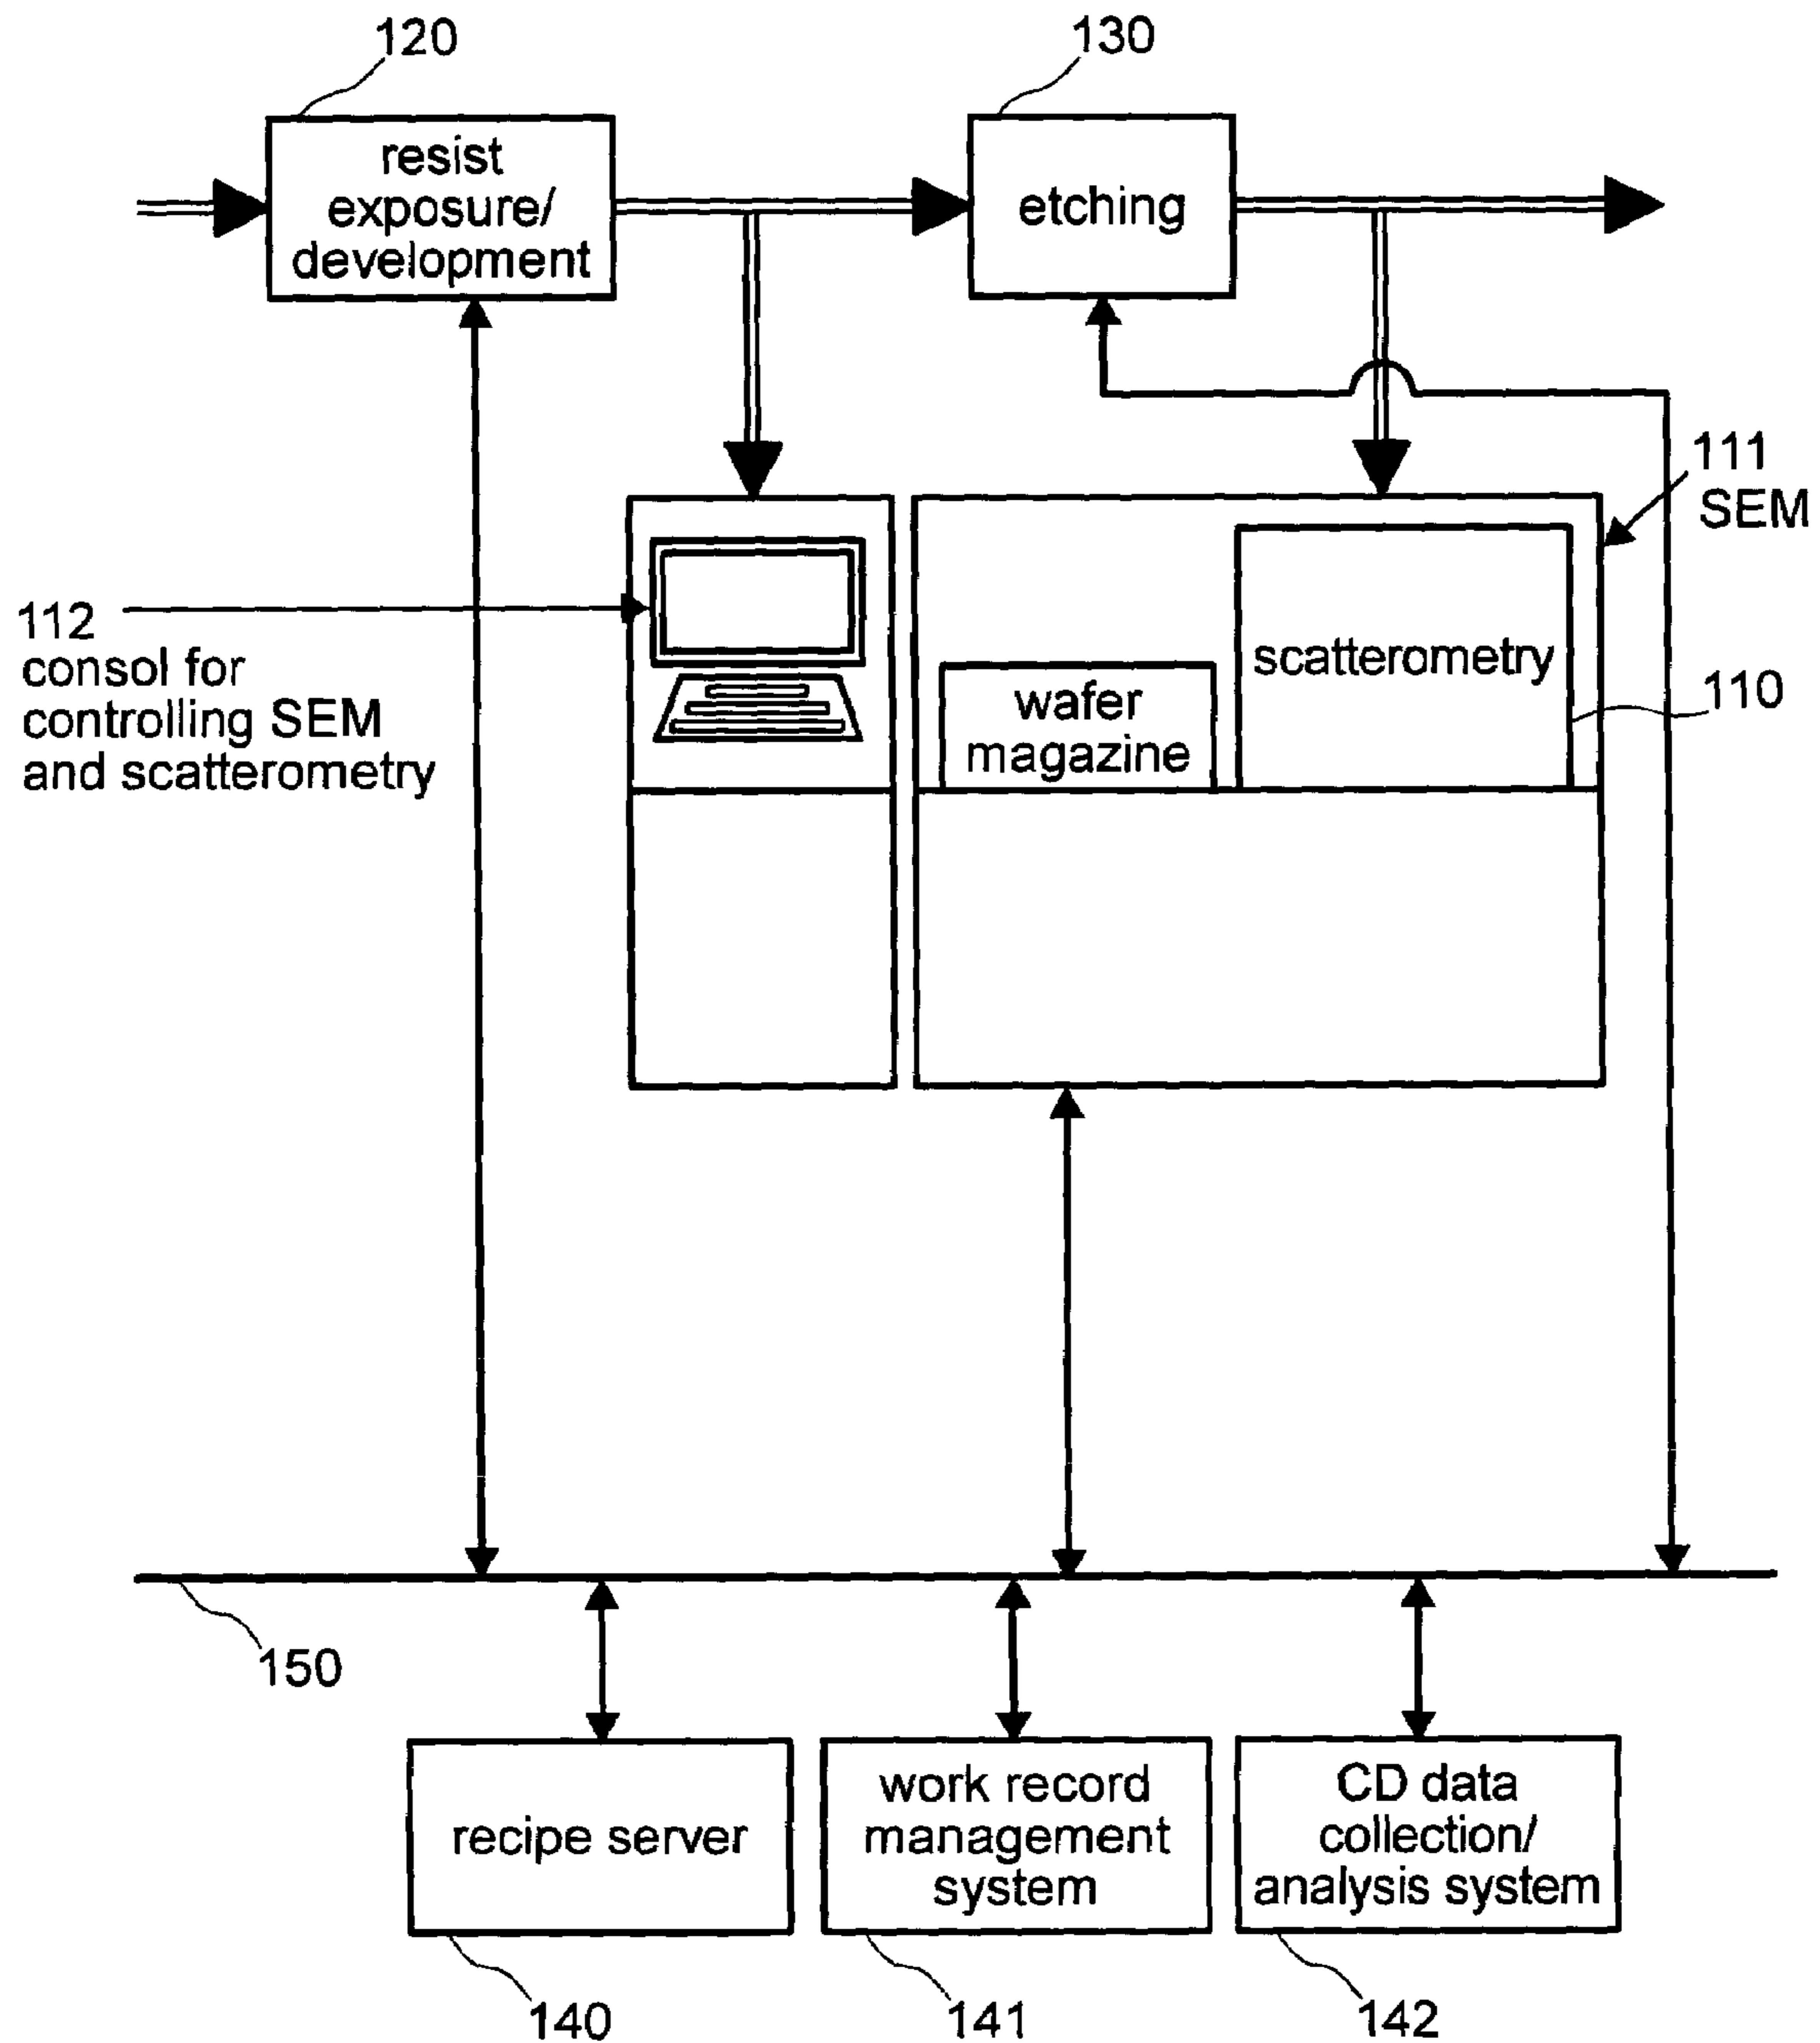 120
130
resist
exposure/
development
etching
111
SEM
112
consol for
controlling SEM
and scatterometry
scatterometry
110
wafer
magazine
150
recipe server
work record
management
system
CD data
collection/
analysis system
140
141
142